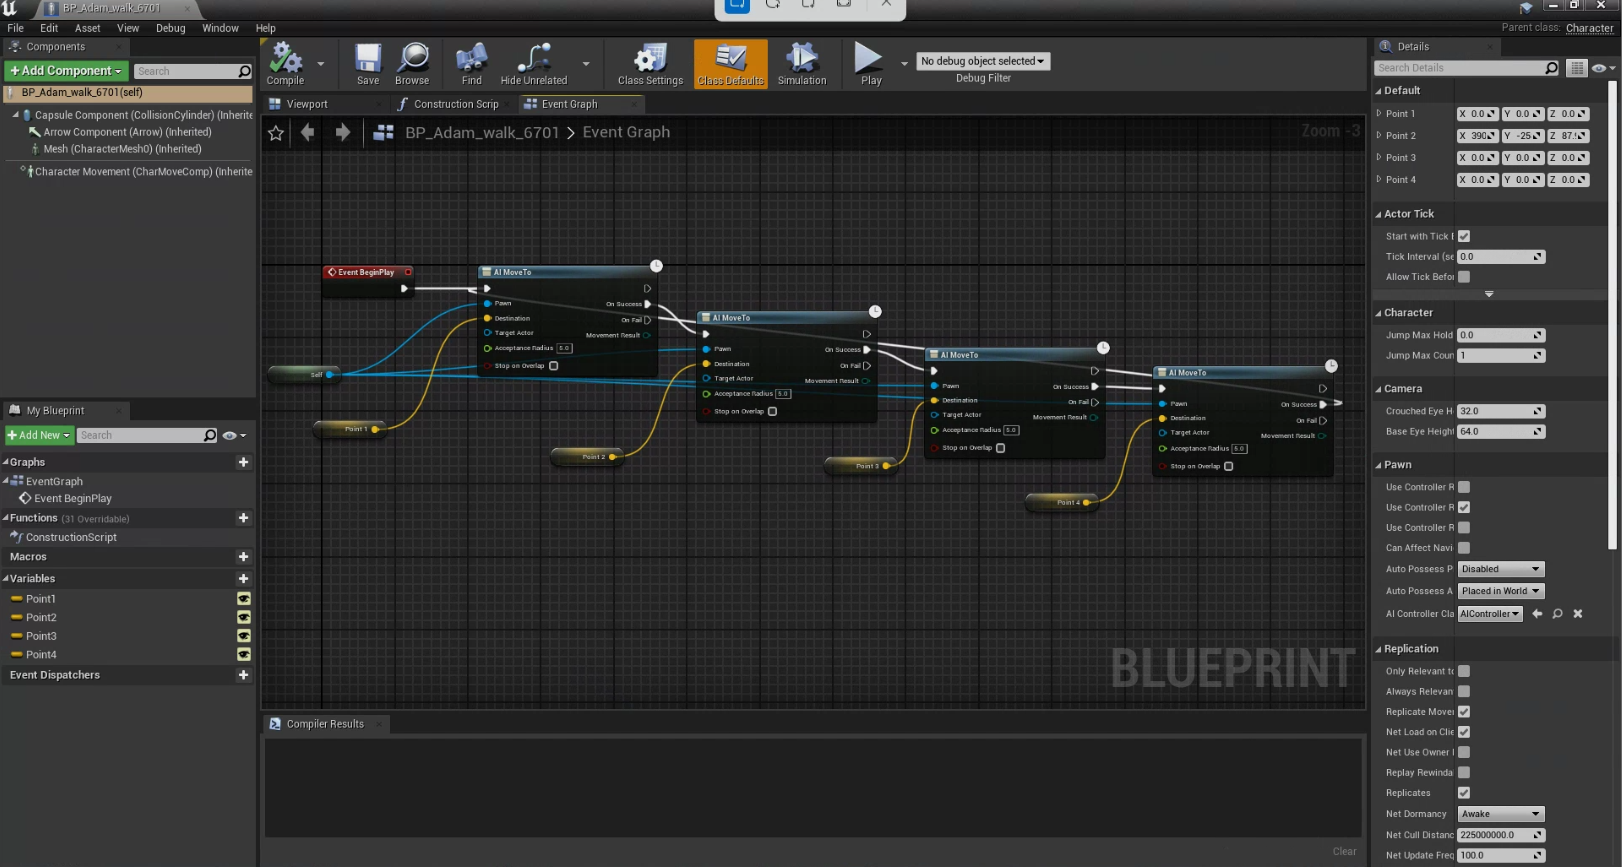 BP_Adam_walk_6701
File Edit Asset View Debug Window Help
Parent class: Character
Components
+Add Component
Search
BP_Adam_walk_6701(self)
Capsule Component (CollisionCylinder) (Inherite
Arrow Component (Arrow) (Inherited)
Mesh (CharacterMesh0) (Inherited)
Character Movement (CharMoveComp) (Inherite
My Blueprint
+Add New
Search
Graphs
EventGraph
Event BeginPlay
Functions (31 Overridable)
ConstructionScript
Macros
Variables
Point1
Point2
Point3
Point4
Event Dispatchers
Compile
Save
Browse
Find
Hide Unrelated
Class Settings
Class Defaults
Simulation
Play
No debug object selected
Debug Filter
Viewport
Construction Scrip
Event Graph
BP_Adam_walk_6701 > Event Graph
Zoom -3
Event BeginPlay
Self
Point 1
AI MoveTo
Pawn
Destination
Target Actor
Acceptance Radius 5.0
Stop on Overlap
On Success
On Fail
Movement Result
Point 2
AI MoveTo
Pawn
Destination
Target Actor
Acceptance Radius 5.0
Stop on Overlap
On Success
On Fail
Movement Result
Point 3
AI MoveTo
Pawn
Destination
Target Actor
Acceptance Radius 5.0
Stop on Overlap
On Success
On Fail
Movement Result
Point 4
AI MoveTo
Pawn
Destination
Target Actor
Acceptance Radius 5.0
Stop on Overlap
On Success
On Fail
Movement Result
BLUEPRINT
Compiler Results
Clear
Details
Search Details
Default
Point 1 X 0.0 Y 0.0 Z 0.0
Point 2 X 390 Y -25 Z 87.
Point 3 X 0.0 Y 0.0 Z 0.0
Point 4 X 0.0 Y 0.0 Z 0.0
Actor Tick
Start with Tick E
Tick Interval (se 0.0
Allow Tick Befor
Character
Jump Max Hold 0.0
Jump Max Coun 1
Camera
Crouched Eye H 32.0
Base Eye Height 64.0
Pawn
Use Controller R
Use Controller R
Use Controller R
Can Affect Navi
Auto Possess P Disabled
Auto Possess A Placed in World
AI Controller Cla AIController
Replication
Only Relevant to
Always Relevan
Replicate Mover
Net Load on Clie
Net Use Owner
Replay Rewinda
Replicates
Net Dormancy Awake
Net Cull Distanc 225000000.0
Net Update Freq 100.0